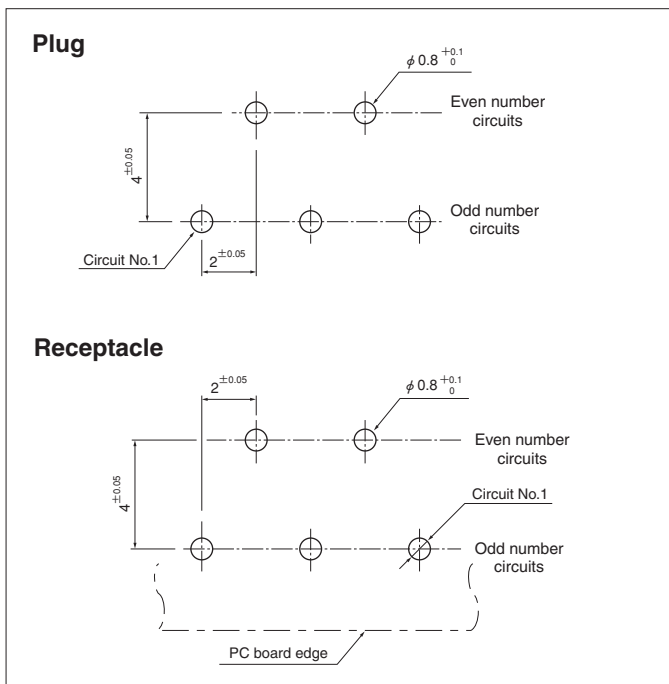 Plug
φ 0.8 +0.1 0
Even number
circuits
4±0.05
Odd number
circuits
Circuit No.1
2±0.05
Receptacle
2±0.05
φ 0.8 +0.1 0
Even number
circuits
4±0.05
Circuit No.1
Odd number
circuits
PC board edge